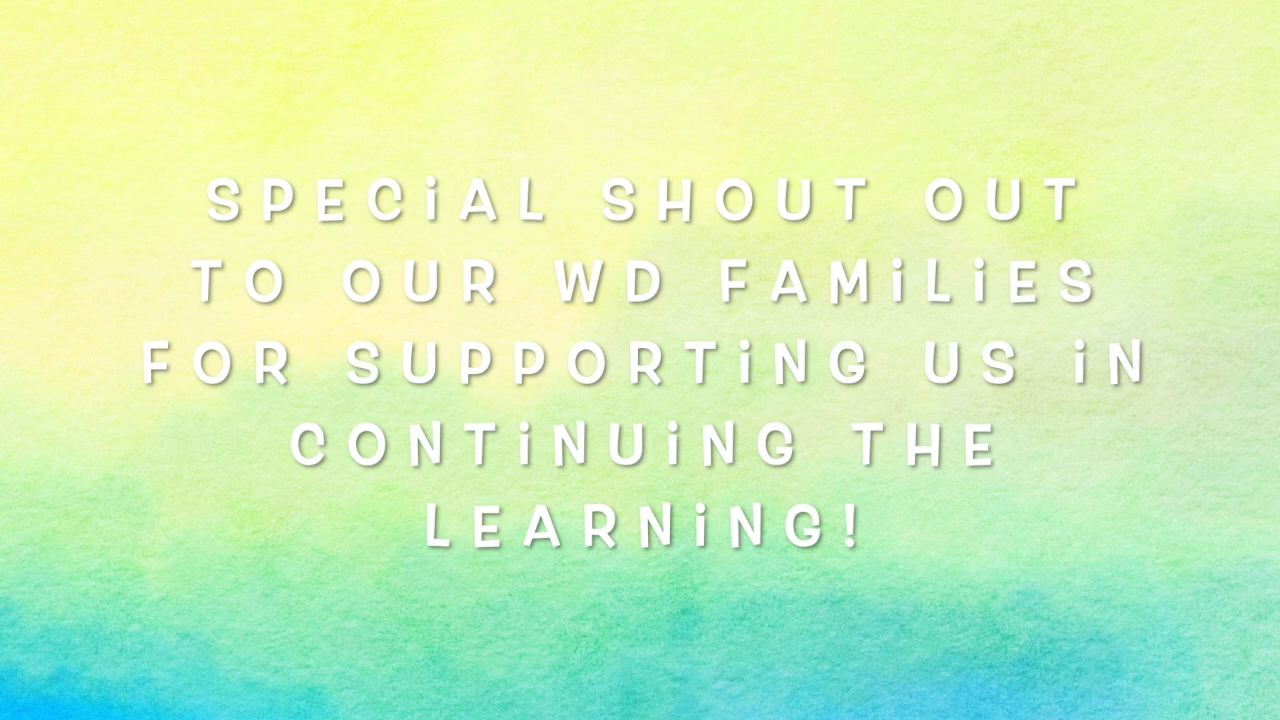 SPECiAL SHOUT OUT
TO OUR WD FAMiLiES
FOR SUPPORTiNG US iN
CONTiNUiNG THE
LEARNiNG!